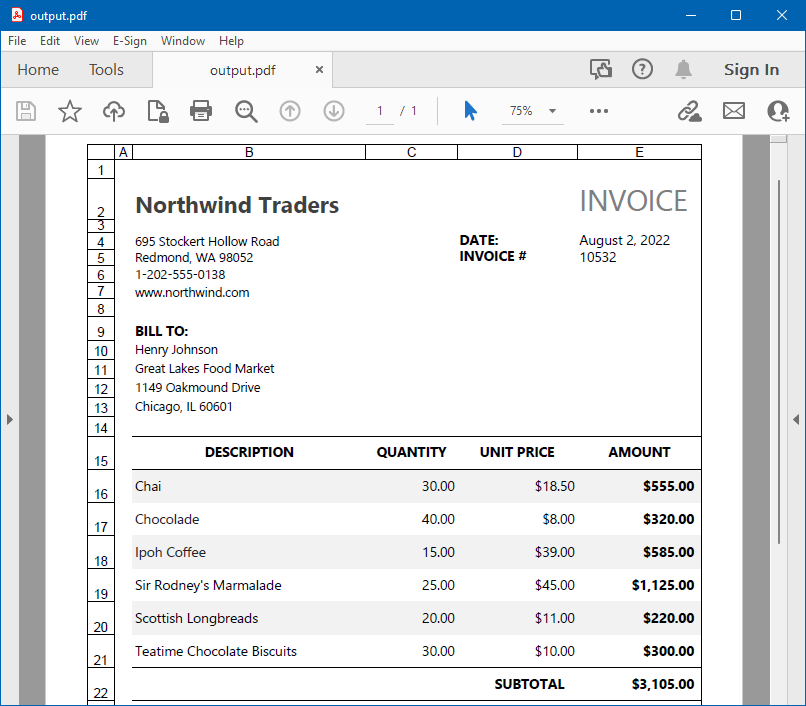 output.pdf
File Edit View E-Sign Window Help
Home Tools output.pdf × Sign In
1 / 1 75%
A B C D E
1
2 Northwind Traders INVOICE
3
4 695 Stockert Hollow Road DATE: August 2, 2022
5 Redmond, WA 98052 INVOICE # 10532
6 1-202-555-0138
7 www.northwind.com
8
9 BILL TO:
10 Henry Johnson
11 Great Lakes Food Market
12 1149 Oakmound Drive
13 Chicago, IL 60601
14
15 DESCRIPTION QUANTITY UNIT PRICE AMOUNT
16 Chai 30.00 $18.50 $555.00
17 Chocolade 40.00 $8.00 $320.00
18 Ipoh Coffee 15.00 $39.00 $585.00
19 Sir Rodney's Marmalade 25.00 $45.00 $1,125.00
20 Scottish Longbreads 20.00 $11.00 $220.00
21 Teatime Chocolate Biscuits 30.00 $10.00 $300.00
22 SUBTOTAL $3,105.00